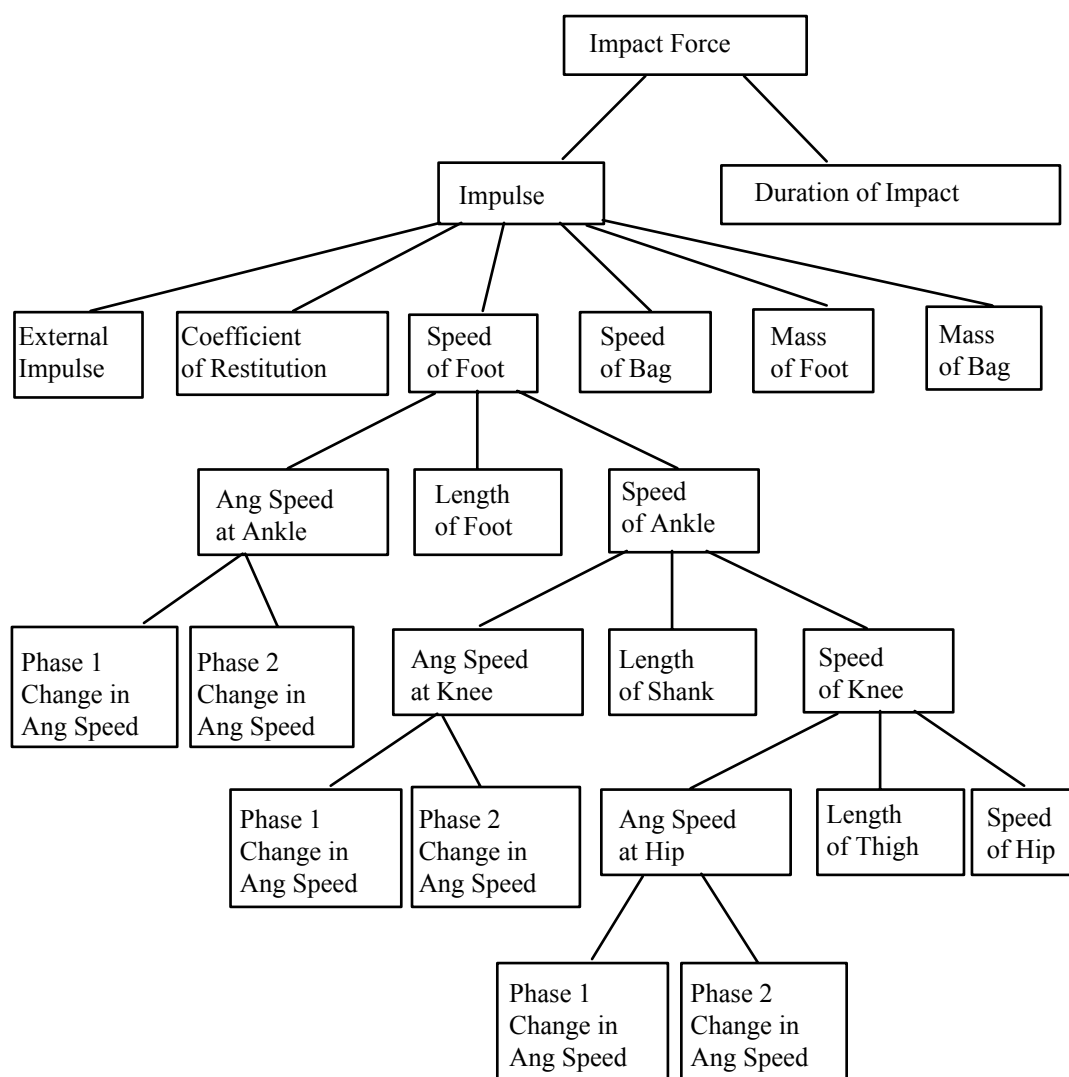 Impact Force
Impulse
Duration of Impact
External
Impulse
Coefficient
of Restitution
Speed
of Foot
Speed
of Bag
Mass
of Foot
Mass
of Bag
Ang Speed
at Ankle
Length
of Foot
Speed
of Ankle
Phase 1
Change in
Ang Speed
Phase 2
Change in
Ang Speed
Ang Speed
at Knee
Length
of Shank
Speed
of Knee
Phase 1
Change in
Ang Speed
Phase 2
Change in
Ang Speed
Ang Speed
at Hip
Length
of Thigh
Speed
of Hip
Phase 1
Change in
Ang Speed
Phase 2
Change in
Ang Speed